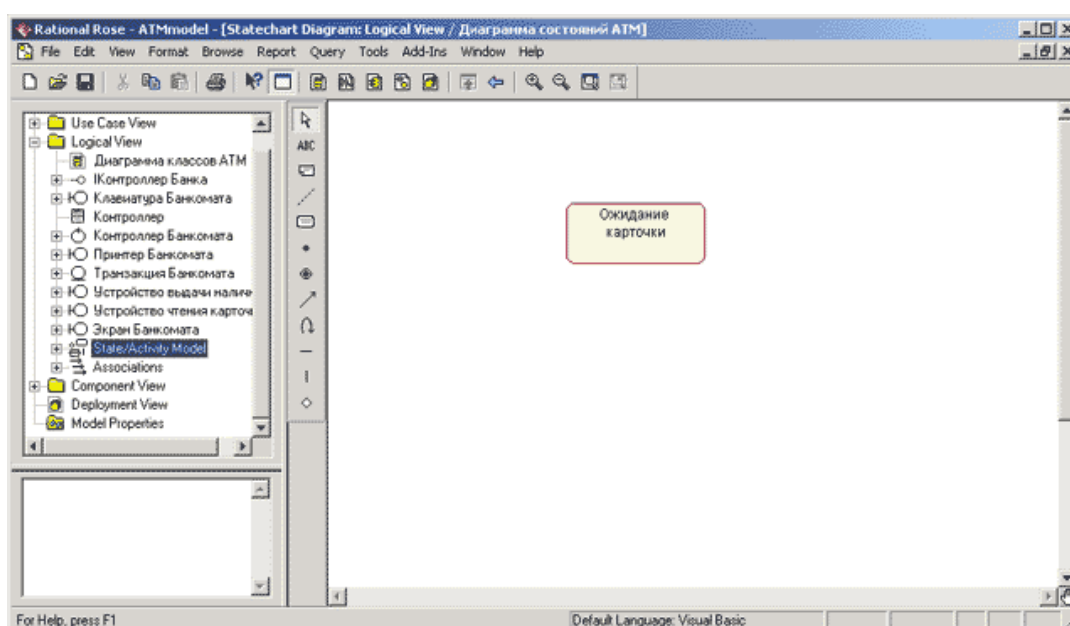 Rational Rose - ATMmodel - [Statechart Diagram: Logical View / Диаграмма состояний ATM]
File Edit View Format Browse Report Query Tools Add-Ins Window Help
Use Case View
Logical View
Диаграмма классов ATM
IКонтроллер Банка
Клавиатура Банкомата
Контроллер
Контроллер Банкомата
Принтер Банкомата
Транзакция Банкомата
Устройство выдачи налич
Устройство чтения карточ
Экран Банкомата
State/Activity Model
Associations
Component View
Deployment View
Model Properties
ABC
Ожидание
карточки
For Help, press F1
Default Language: Visual Basic